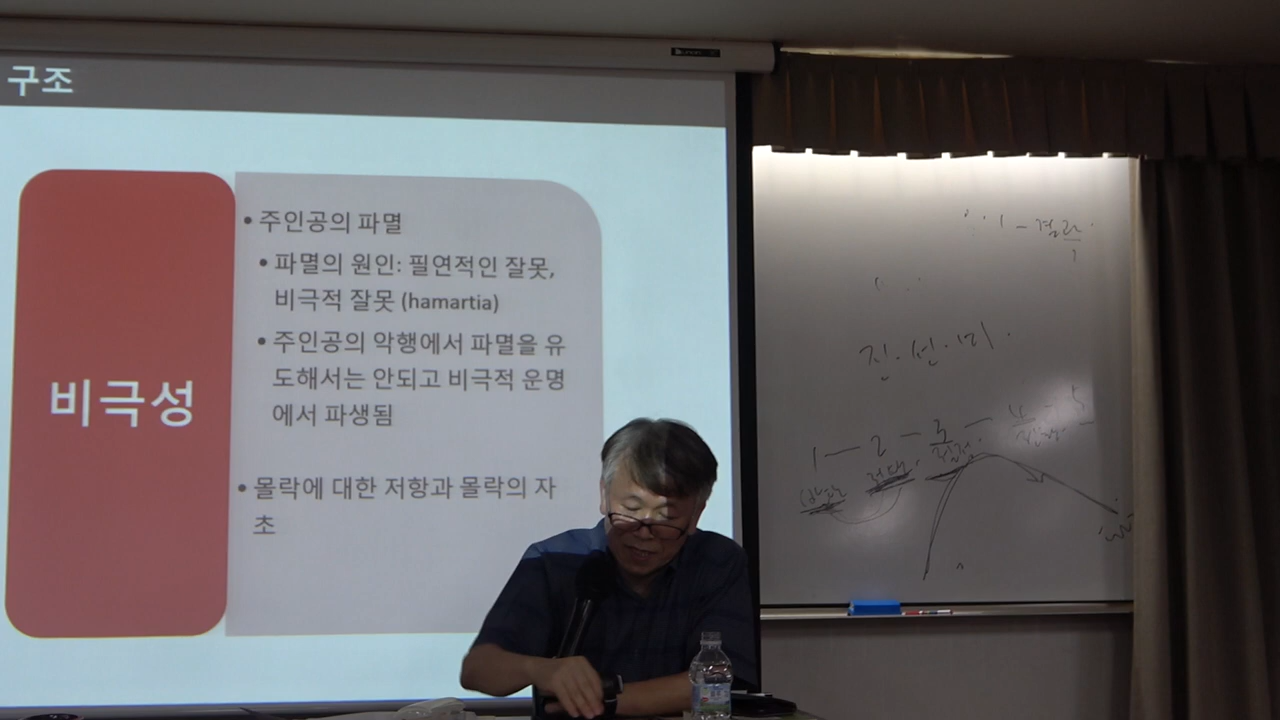 구조
비극성
• 주인공의 파멸
• 파멸의 원인: 필연적인 잘못,
비극적 잘못 (hamartia)
• 주인공의 악행에서 파멸을 유
도해서는 안되고 비극적 운명
에서 파생됨
• 몰락에 대한 저항과 몰락의 자
초
진·선·미
1 — 2 — 3 — 4 — 5